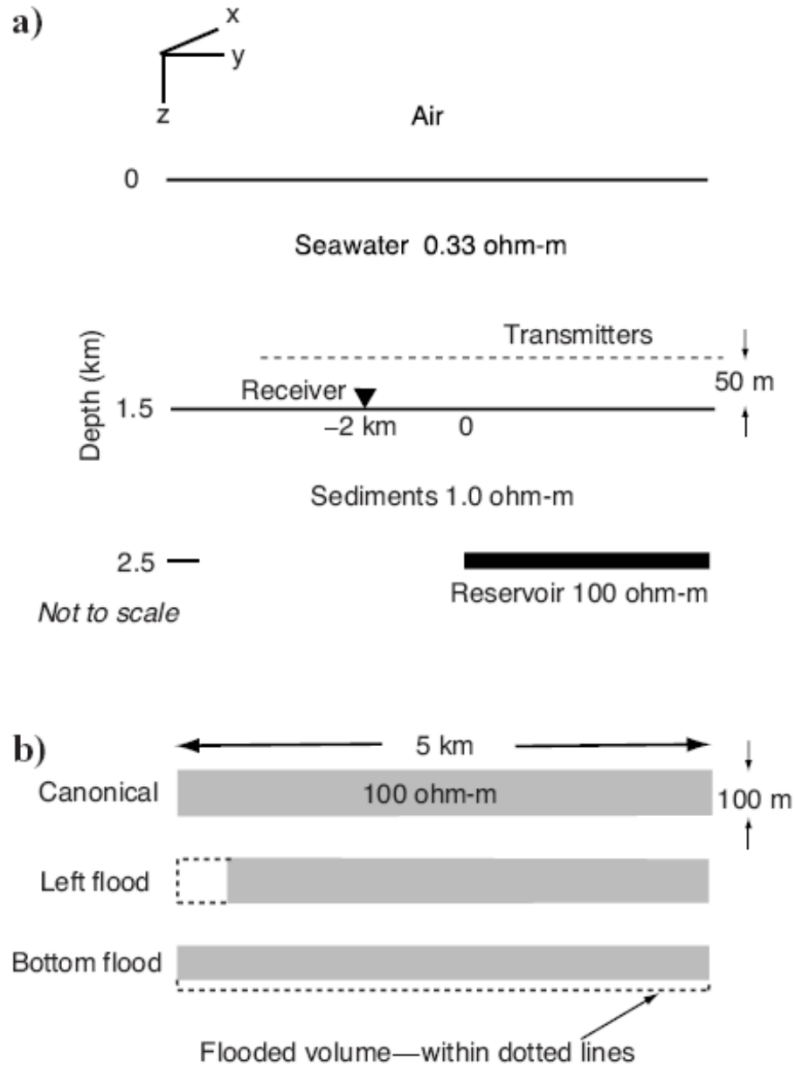 a)
x
y
z
Air
0
Seawater 0.33 ohm-m
Transmitters
50 m
Receiver
Depth (km)
1.5
−2 km 0
Sediments 1.0 ohm-m
2.5
Reservoir 100 ohm-m
Not to scale
b)
5 km
Canonical 100 ohm-m 100 m
Left flood
Bottom flood
Flooded volume—within dotted lines